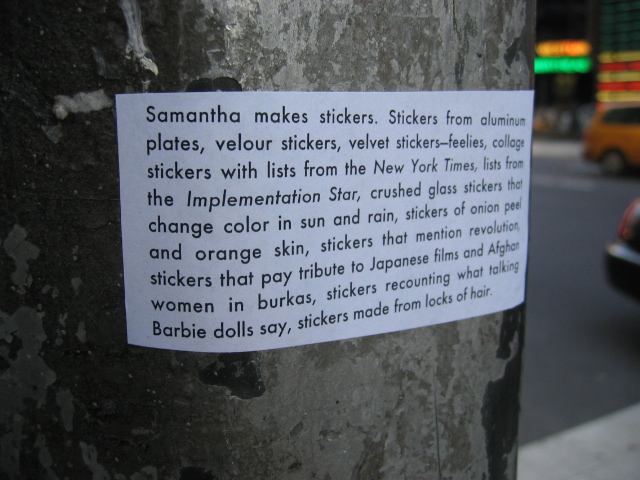 Samantha makes stickers. Stickers from aluminum
plates, velour stickers, velvet stickers–feelies, collage
stickers with lists from the New York Times, lists from
the Implementation Star, crushed glass stickers that
change color in sun and rain, stickers of onion peel
and orange skin, stickers that mention revolution,
stickers that pay tribute to Japanese films and Afghan
women in burkas, stickers recounting what talking
Barbie dolls say, stickers made from locks of hair.